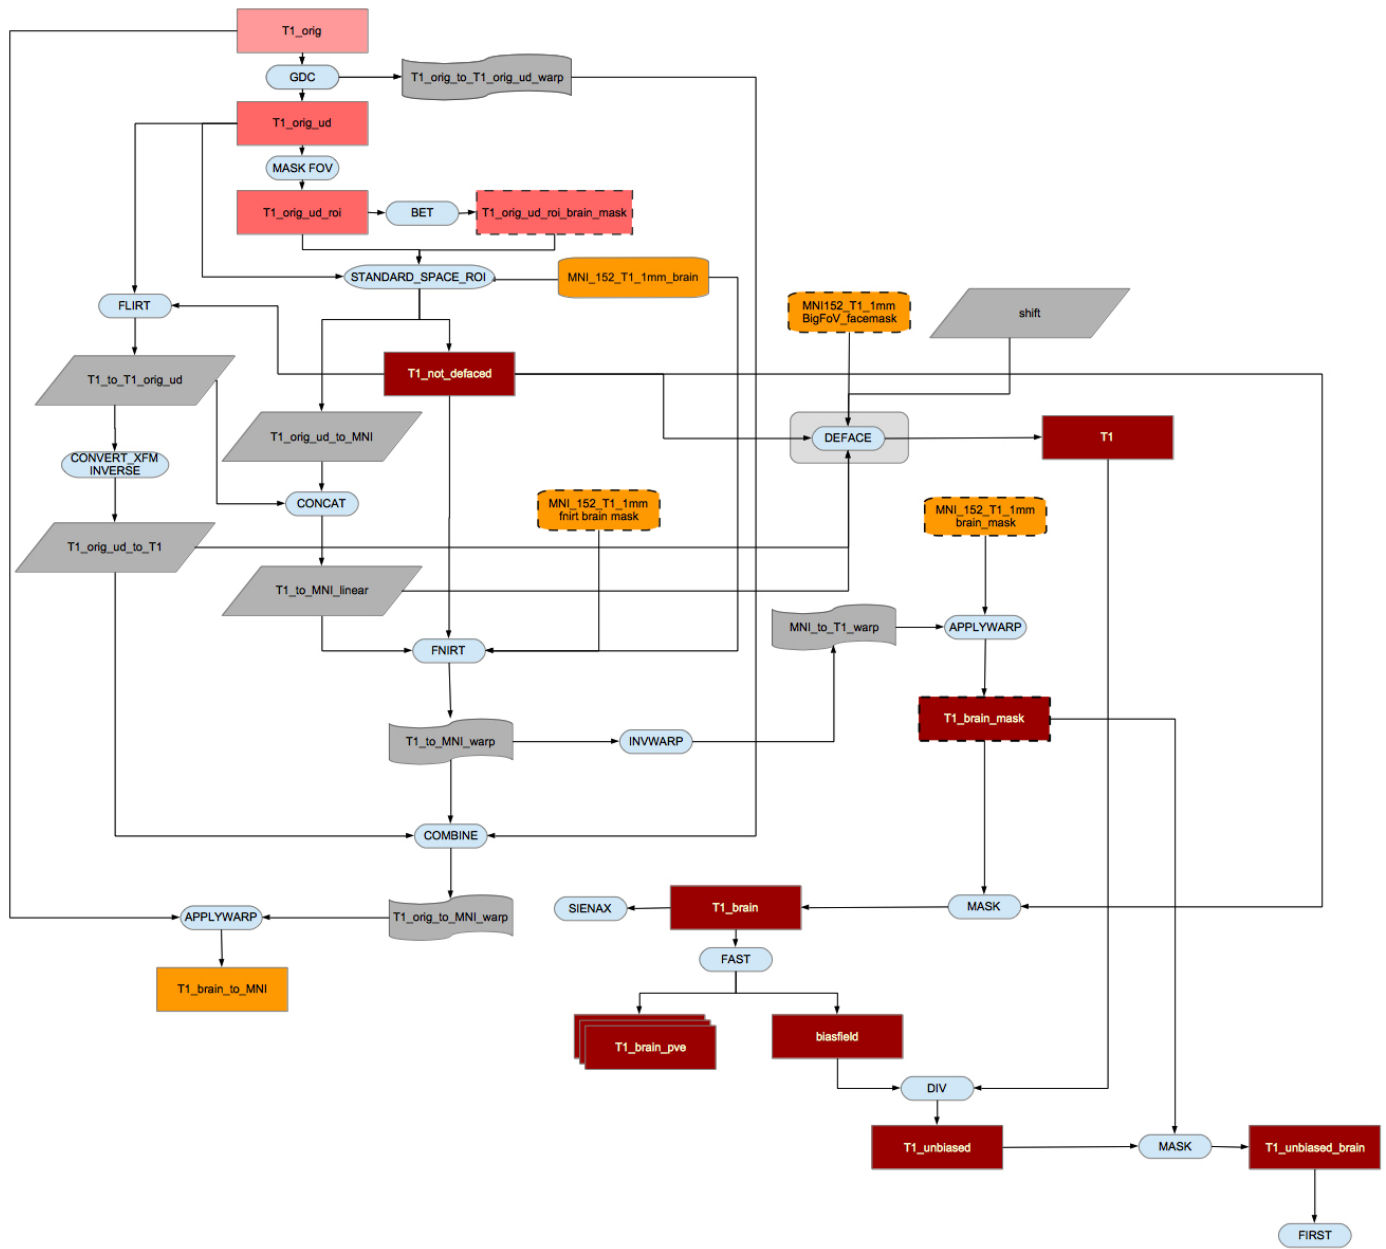 T1_orig
GDC
T1_orig_to_T1_orig_ud_warp
T1_orig_ud
MASK FOV
T1_orig_ud_roi
BET
T1_orig_ud_roi_brain_mask
STANDARD_SPACE_ROI
MNI_152_T1_1mm_brain
FLIRT
MNI152_T1_1mm
BigFoV_facemask
shift
T1_to_T1_orig_ud
T1_not_defaced
T1_orig_ud_to_MNI
DEFACE
T1
CONVERT_XFM
INVERSE
CONCAT
MNI_152_T1_1mm
fnirt brain mask
MNI_152_T1_1mm
brain_mask
T1_orig_ud_to_T1
T1_to_MNI_linear
MNI_to_T1_warp
APPLYWARP
FNIRT
T1_brain_mask
T1_to_MNI_warp
INVWARP
COMBINE
APPLYWARP
T1_orig_to_MNI_warp
SIENAX
T1_brain
MASK
FAST
T1_brain_to_MNI
T1_brain_pve
biasfield
DIV
T1_unbiased
MASK
T1_unbiased_brain
FIRST